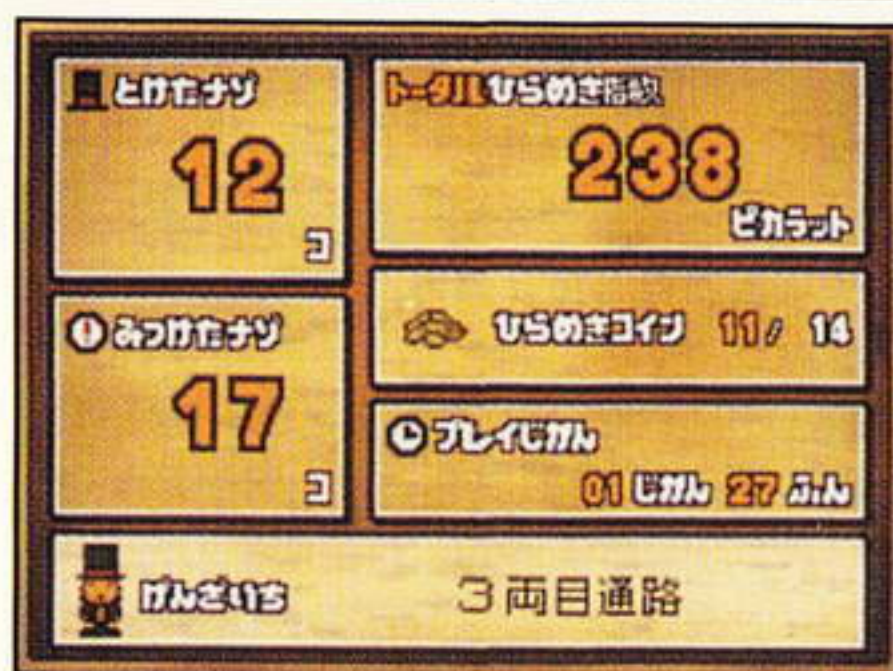 とけたナゾ
12
コ
トータルひらめき指数
238
ピカラット
みつけたナゾ
17
コ
ひらめきコイン 11/ 14
プレイじかん
01 じかん 27 ふん
げんざいち 3両目通路